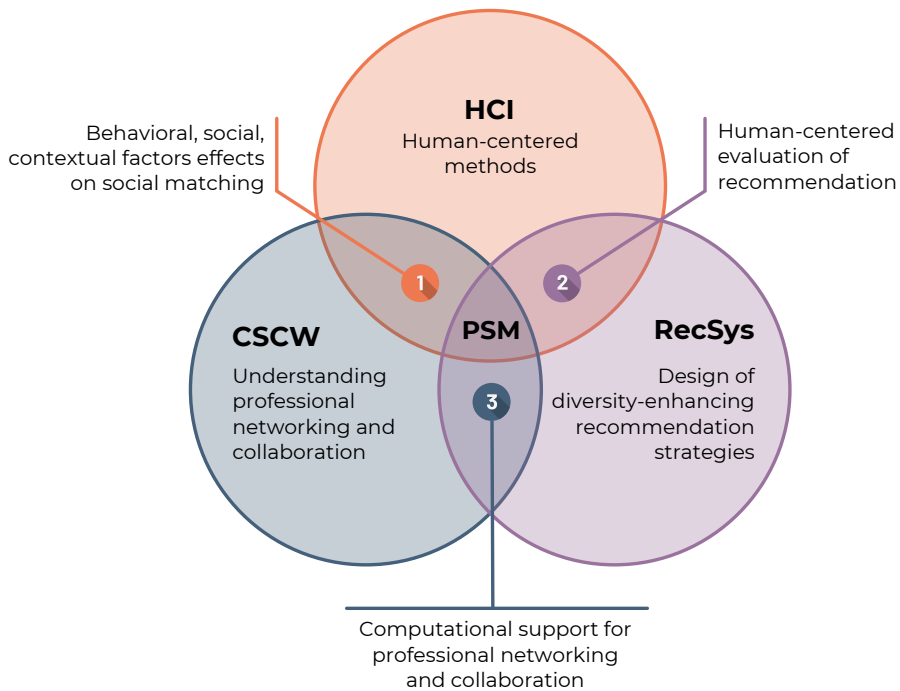 HCI
Human-centered
methods
Behavioral, social,
contextual factors effects
on social matching
Human-centered
evaluation of
recommendation
1
2
PSM
CSCW
Understanding
professional
networking and
collaboration
RecSys
Design of
diversity-enhancing
recommendation
strategies
3
Computational support for
professional networking
and collaboration